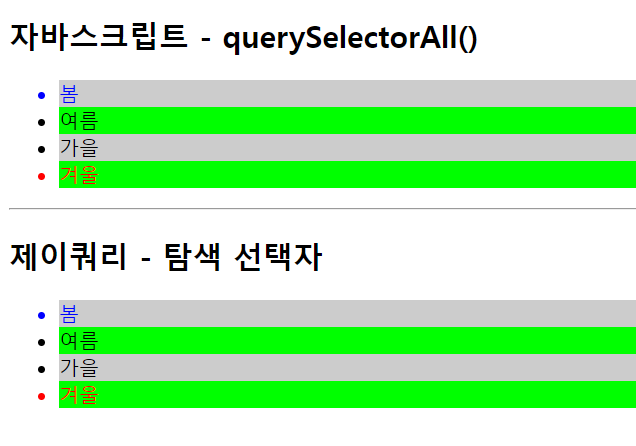 자바스크립트 - querySelectorAll()
봄
여름
가을
겨울
제이쿼리 - 탐색 선택자
봄
여름
가을
겨울